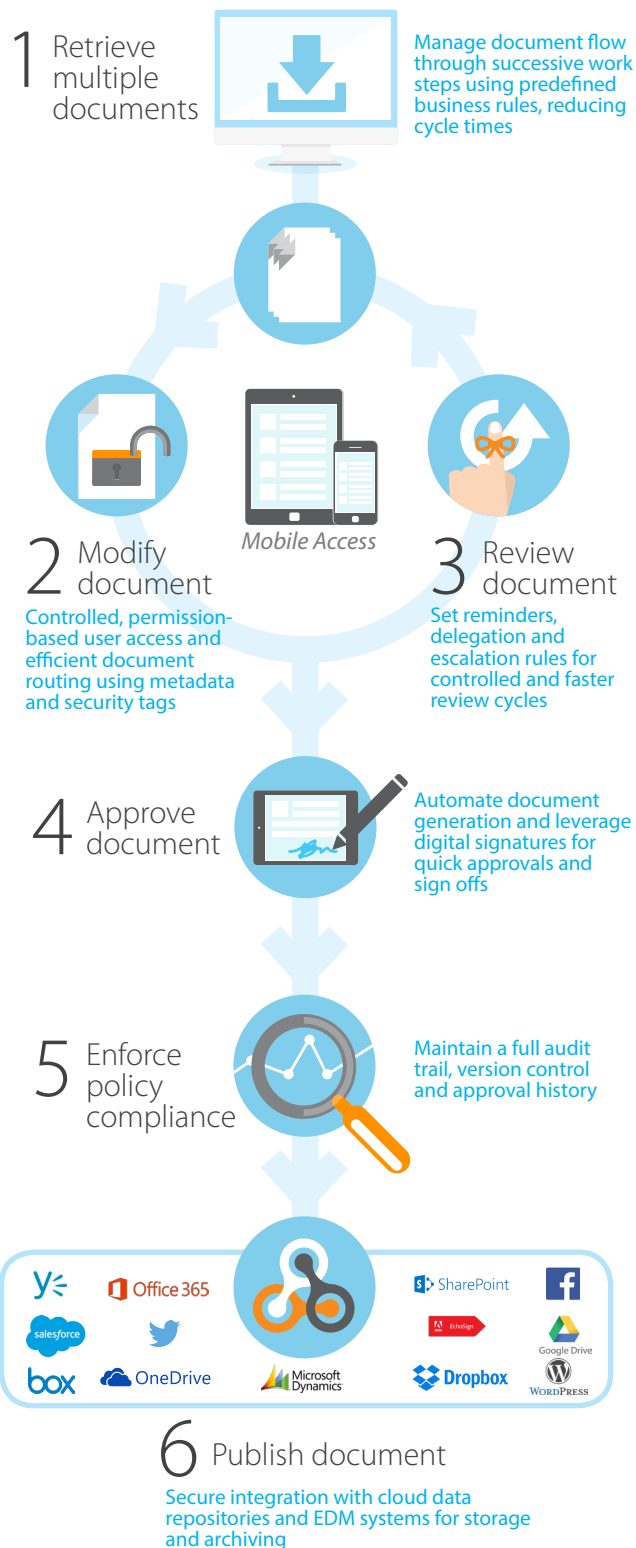 1 Retrieve
multiple
documents
Manage document flow
through successive work
steps using predefined
business rules, reducing
cycle times
Mobile Access
2 Modify
document
Controlled, permission-
based user access and
efficient document
routing using metadata
and security tags
3 Review
document
Set reminders,
delegation and
escalation rules for
controlled and faster
review cycles
4 Approve
document
Automate document
generation and leverage
digital signatures for
quick approvals and
sign offs
5 Enforce
policy
compliance
Maintain a full audit
trail, version control
and approval history
Office 365
SharePoint
salesforce
EchoSign
Google Drive
box
OneDrive
Microsoft
Dynamics
Dropbox
WORDPRESS
6 Publish document
Secure integration with cloud data
repositories and EDM systems for storage
and archiving